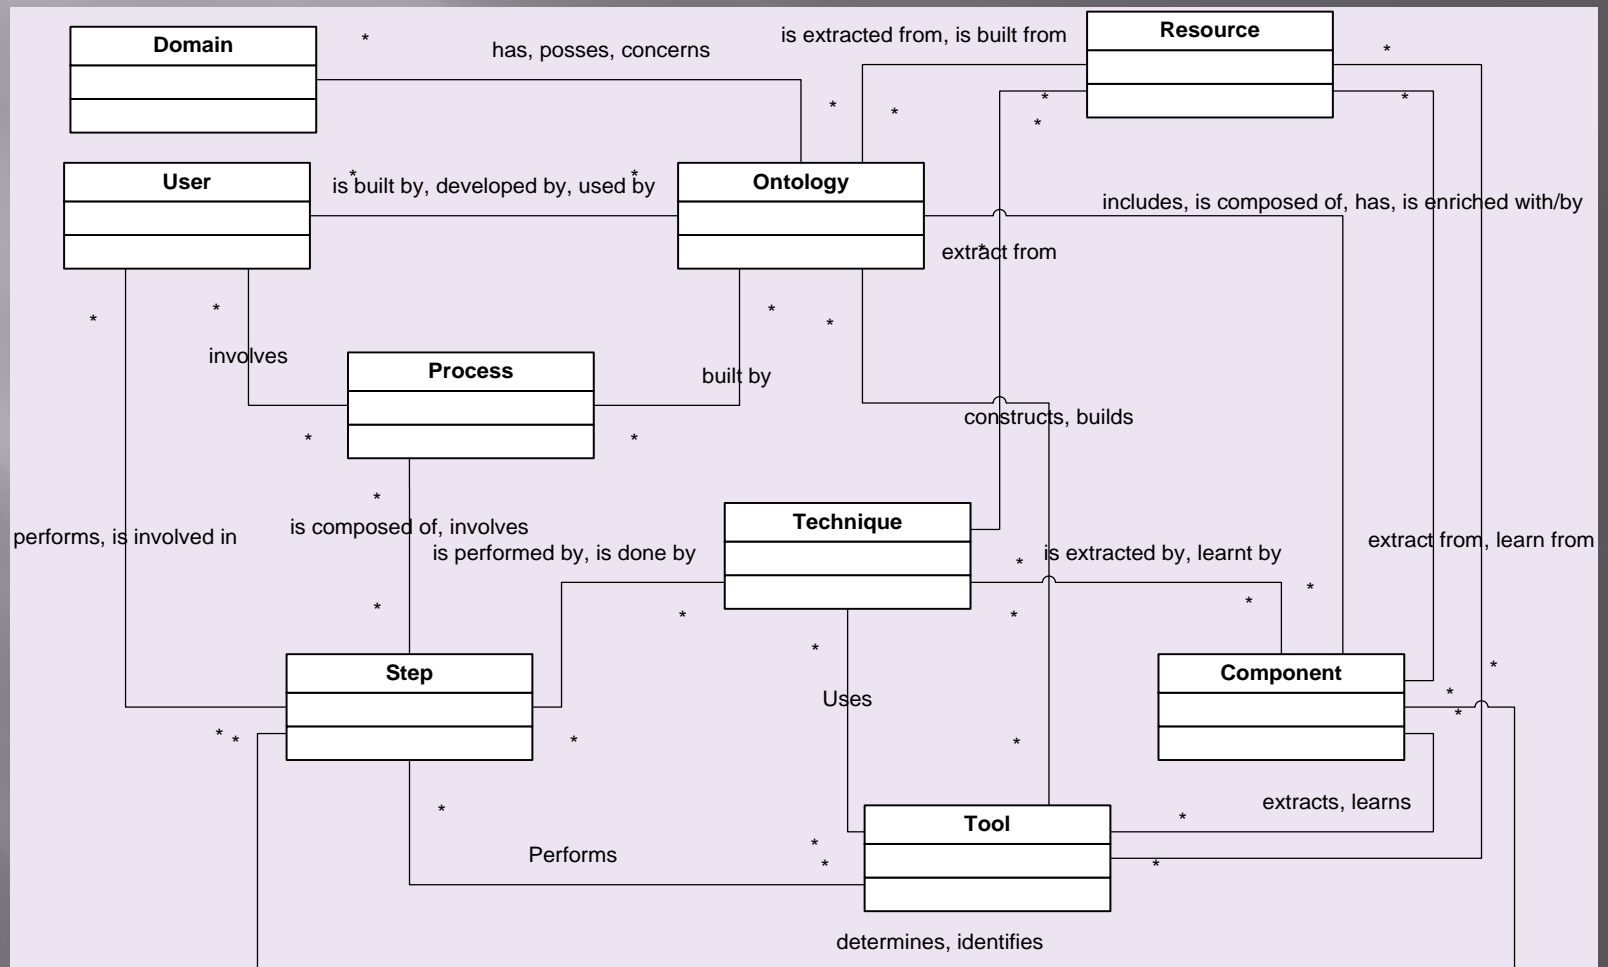 Domain
*
has, posses, concerns
is extracted from, is built from
Resource
*
*
*
*
*
*
User
*
*
is built by, developed by, used by
Ontology
includes, is composed of, has, is enriched with/by
*
extract from
*
*
*
*
involves
Process
built by
constructs, builds
*
*
*
is composed of, involves
performs, is involved in
is performed by, is done by
Technique
*
is extracted by, learnt by
extract from, learn from
*
*
*
*
*
*
Step
Uses
Component
*
*
*
*
*
*
*
*
extracts, learns
Tool
*
*
*
*
Performs
determines, identifies